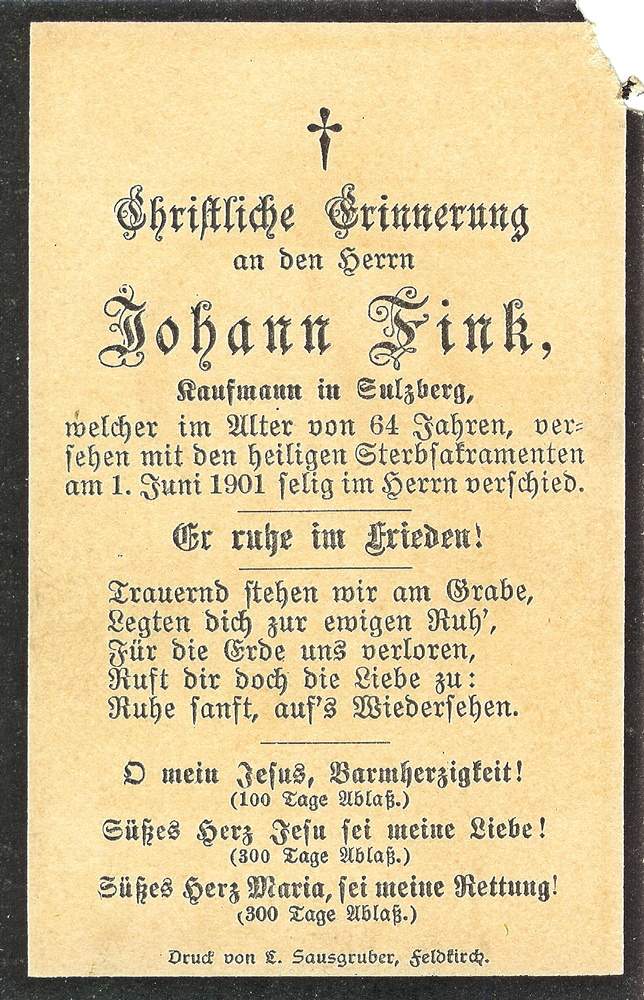 Christliche Erinnerung
an den Herrn
Johann Fink,
Kaufmann in Sulzberg,
welcher im Alter von 64 Jahren, ver=
sehen mit den heiligen Sterbsakramenten
am 1. Juni 1901 selig im Herrn verschied.
Er ruhe im Frieden!
Trauernd stehen wir am Grabe,
Legten dich zur ewigen Ruh',
Für die Erde uns verloren,
Ruft dir doch die Liebe zu:
Ruhe sanft, auf's Wiedersehen.
O mein Jesus, Barmherzigkeit!
(100 Tage Ablaß.)
Süßes Herz Jesu sei meine Liebe!
(300 Tage Ablaß.)
Süßes Herz Maria, sei meine Rettung!
(300 Tage Ablaß.)
Druck von L. Sausgruber, Feldkirch.